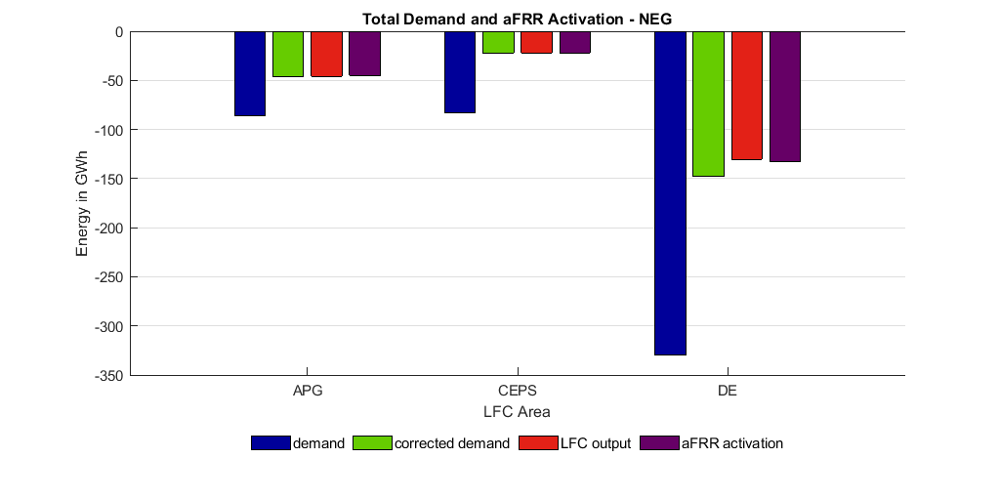 Total Demand and aFRR Activation - NEG
Energy in GWh
0
-50
-100
-150
-200
-250
-300
-350
APG CEPS DE
LFC Area
demand corrected demand LFC output aFRR activation